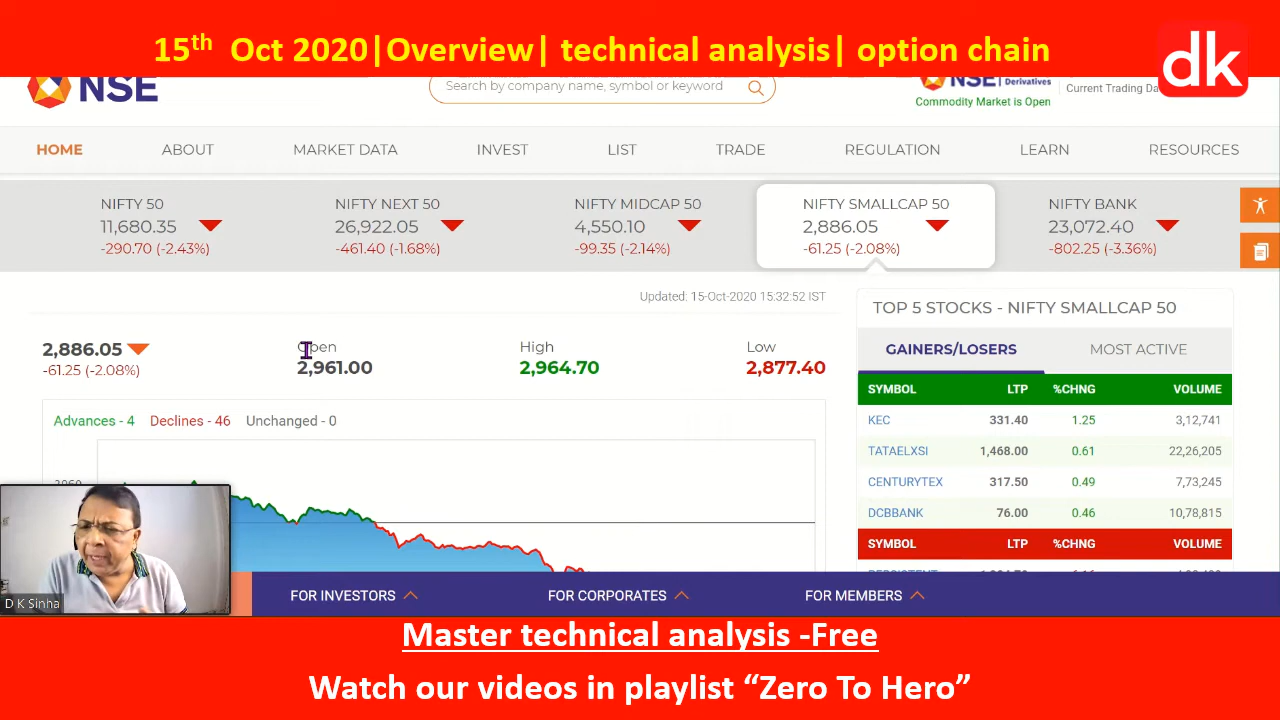 15th Oct 2020|Overview| technical analysis| option chain
dk
NSE
Search by company name, symbol or keyword
NSE
Derivatives
Current Trading Da
Commodity Market is Open
HOME ABOUT MARKET DATA INVEST LIST TRADE REGULATION LEARN RESOURCES
NIFTY 50 NIFTY NEXT 50 NIFTY MIDCAP 50 NIFTY SMALLCAP 50 NIFTY BANK
11,680.35 26,922.05 4,550.10 2,886.05 23,072.40
-290.70 (-2.43%) -461.40 (-1.68%) -99.35 (-2.14%) -61.25 (-2.08%) -802.25 (-3.36%)
Updated: 15-Oct-2020 15:32:52 IST
2,886.05 Open High Low
-61.25 (-2.08%) 2,961.00 2,964.70 2,877.40
Advances - 4 Declines - 46 Unchanged - 0
TOP 5 STOCKS - NIFTY SMALLCAP 50
GAINERS/LOSERS MOST ACTIVE
SYMBOL LTP %CHNG VOLUME
KEC 331.40 1.25 3,12,741
TATAELXSI 1,468.00 0.61 22,26,205
CENTURYTEX 317.50 0.49 7,73,245
DCBBANK 76.00 0.46 10,78,815
SYMBOL LTP %CHNG VOLUME
D K Sinha
FOR INVESTORS FOR CORPORATES FOR MEMBERS
Master technical analysis -Free
Watch our videos in playlist “Zero To Hero”